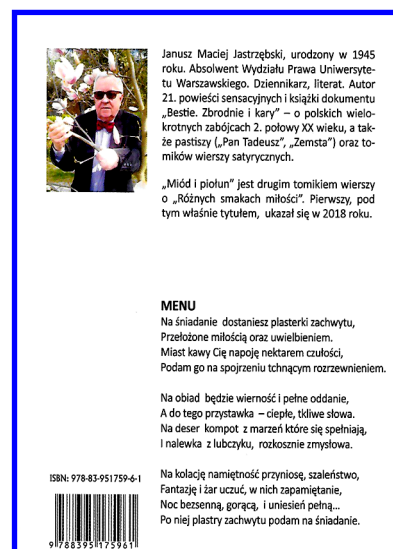 Janusz Maciej Jastrzębski, urodzony w 1945
roku. Absolwent Wydziału Prawa Uniwersyte-
tu Warszawskiego. Dziennikarz, literat. Autor
21. powieści sensacyjnych i książki dokumentu
„Bestie. Zbrodnie i kary” – o polskich wielo-
krotnych zabójcach 2. połowy XX wieku, a tak-
że pastiszy („Pan Tadeusz”, „Zemsta”) oraz to-
mików wierszy satyrycznych.
„Miód i piołun” jest drugim tomikiem wierszy
o „Różnych smakach miłości”. Pierwszy, pod
tym właśnie tytułem, ukazał się w 2018 roku.
MENU
Na śniadanie dostaniesz plasterki zachwytu,
Przełożone miłością oraz uwielbieniem.
Miast kawy Cię napoję nektarem czułości,
Podam go na spojrzeniu tchnącym rozrzewnieniem.
Na obiad będzie wierność i pełne oddanie,
A do tego przystawka – ciepłe, tkliwe słowa.
Na deser kompot z marzeń które się spełniają,
I nalewka z lubczyku, rozkosznie zmysłowa.
Na kolację namiętność przyniosę, szaleństwo,
Fantazję i żar uczuć, w nich zapamiętanie,
Noc bezsenną, gorącą, i uniesień pełną...
Po niej plastry zachwytu podam na śniadanie.
ISBN: 978-83-951759-6-1
9 788395 175961